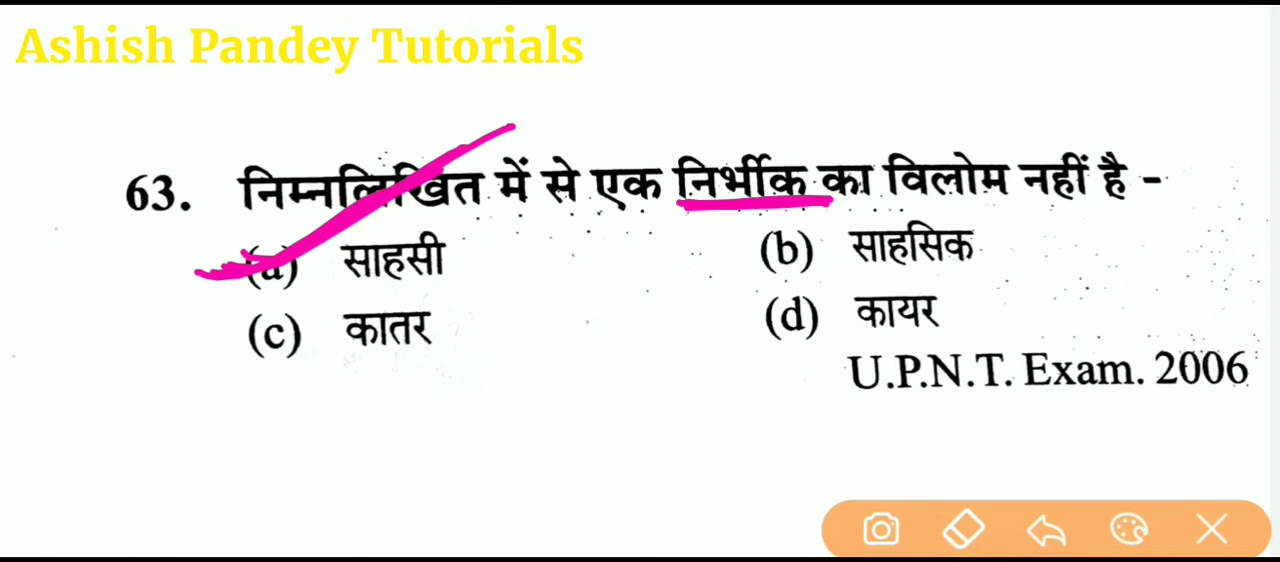 Ashish Pandey Tutorials
63. निम्नलिखित में से एक निर्भीक का विलोम नहीं है -
(a) साहसी (b) साहसिक
(c) कातर (d) कायर
U.P.N.T. Exam. 2006